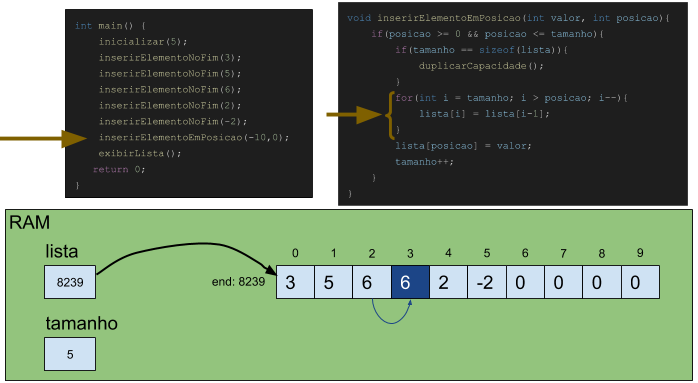 int main() {
inicializar(5);
inserirElementoNoFim(3);
inserirElementoNoFim(5);
inserirElementoNoFim(6);
inserirElementoNoFim(2);
inserirElementoNoFim(-2);
inserirElementoEmPosicao(-10,0);
exibirLista();
return 0;
}
void inserirElementoEmPosicao(int valor, int posicao){
if(posicao >= 0 && posicao <= tamanho){
if(tamanho == sizeof(lista)){
duplicarCapacidade();
}
for(int i = tamanho; i > posicao; i--){
lista[i] = lista[i-1];
}
lista[posicao] = valor;
tamanho++;
}
}
RAM
lista
8239
end: 8239
0 1 2 3 4 5 6 7 8 9
3 5 6 6 2 -2 0 0 0 0
tamanho
5